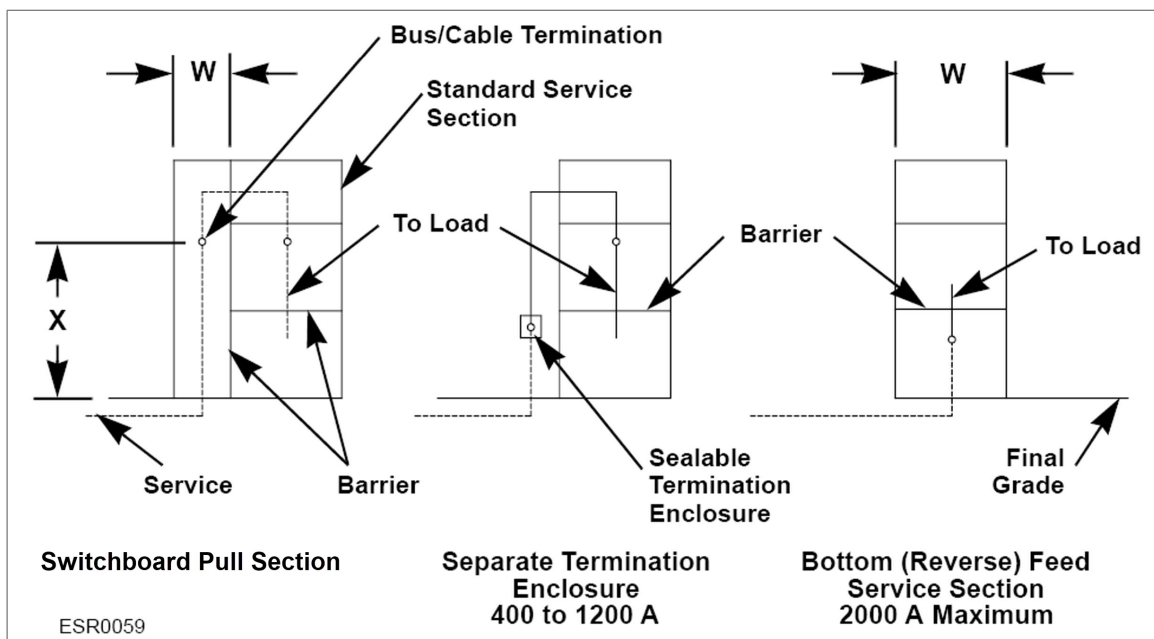 Bus/Cable Termination
W
W
Standard Service
Section
To Load
Barrier
To Load
X
Service
Barrier
Sealable
Termination
Enclosure
Final
Grade
Switchboard Pull Section
Separate Termination
Enclosure
400 to 1200 A
Bottom (Reverse) Feed
Service Section
2000 A Maximum
ESR0059